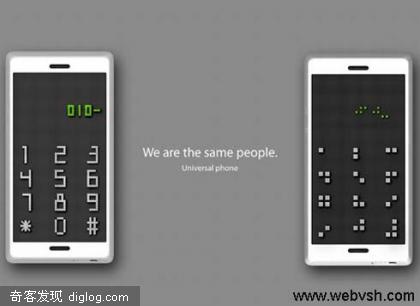 010-
1 2 3
4 5 6
7 8 9
* 0 #
We are the same people.
Universal phone
⠼
奇客发现 diglog.com
www.webvsh.com